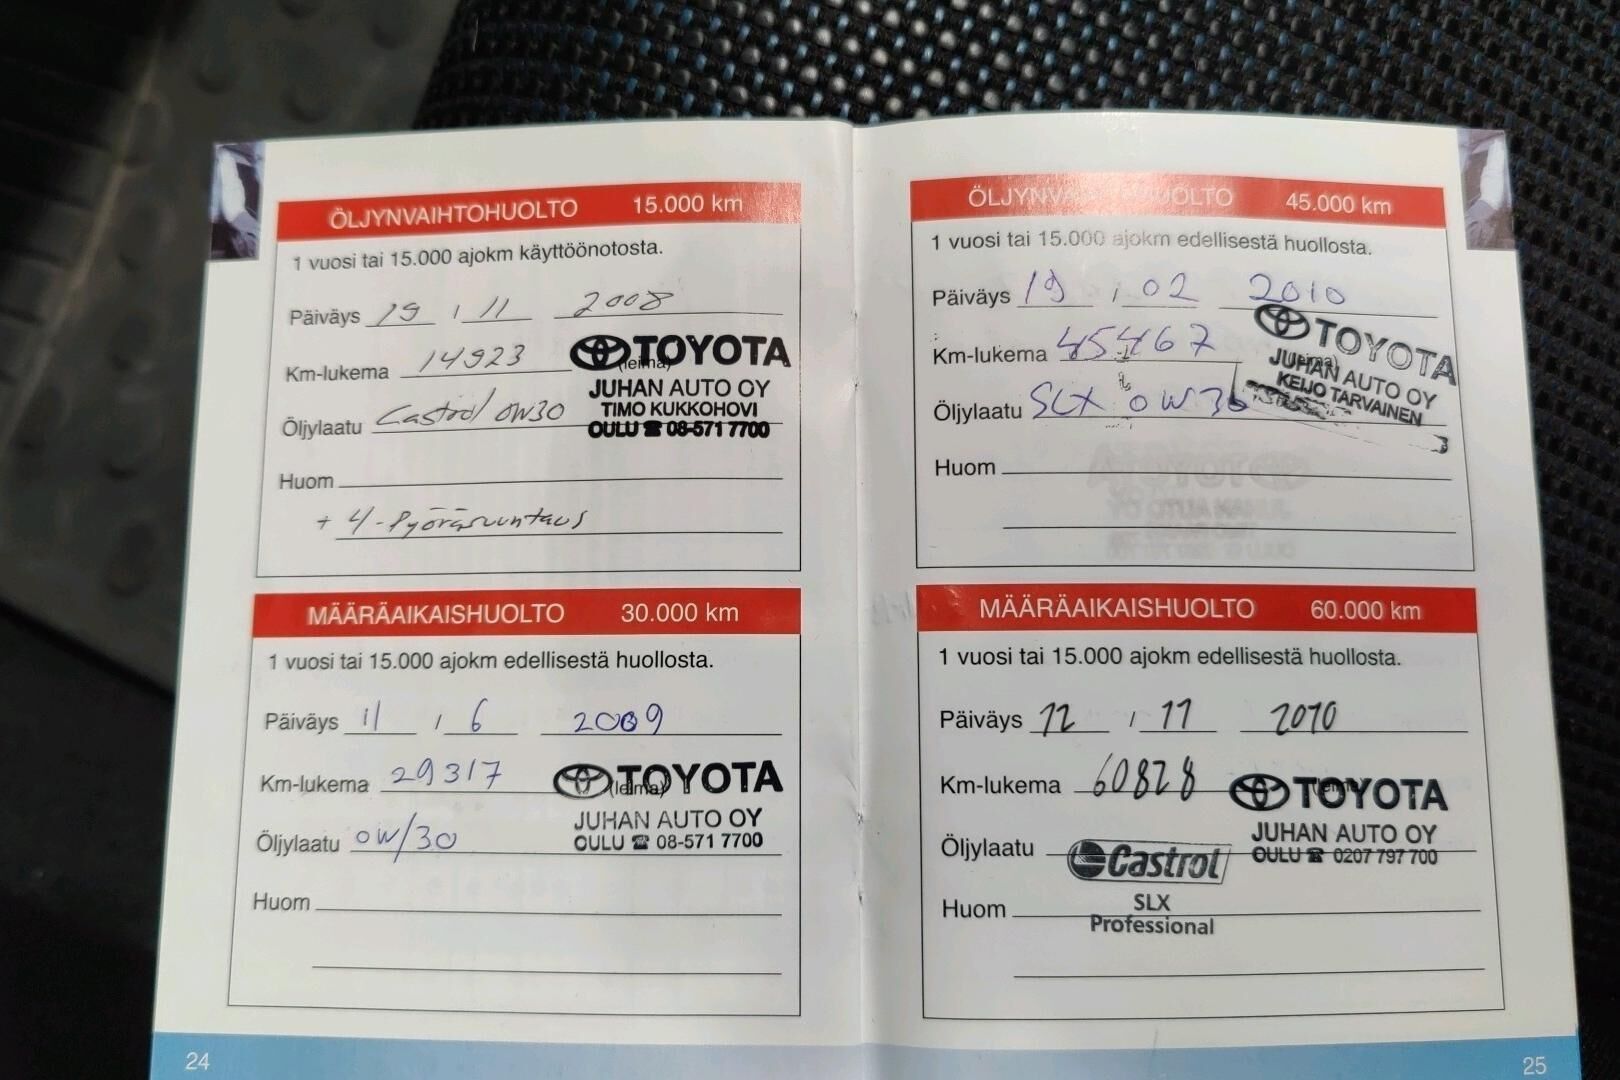 ÖLJYNVAIHTOHUOLTO 15.000 km
1 vuosi tai 15.000 ajokm käyttöönotosta.
Päiväys 19 / 11 2008
Km-lukema 14923
(leima)
TOYOTA
JUHAN AUTO OY
TIMO KUKKOHOVI
OULU ☎ 08-571 7700
Öljylaatu Castrol 0W30
Huom
+ 4-Pyöräsuuntaus
MÄÄRÄAIKAISHUOLTO 30.000 km
1 vuosi tai 15.000 ajokm edellisestä huollosta.
Päiväys 11 / 6 2009
Km-lukema 29317
(leima)
TOYOTA
JUHAN AUTO OY
OULU ☎ 08-571 7700
Öljylaatu 0W/30
Huom
24
ÖLJYNVAIHTOHUOLTO 45.000 km
1 vuosi tai 15.000 ajokm edellisestä huollosta.
Päiväys 19 / 02 2010
Km-lukema 45467
(leima)
TOYOTA
JUHAN AUTO OY
KEIJO TARVAINEN
Öljylaatu SLX 0W30
Huom
MÄÄRÄAIKAISHUOLTO 60.000 km
1 vuosi tai 15.000 ajokm edellisestä huollosta.
Päiväys 12 / 11 2010
Km-lukema 60828
(leima)
TOYOTA
JUHAN AUTO OY
OULU ☎ 0207 797 700
Öljylaatu Castrol
SLX
Professional
Huom
25